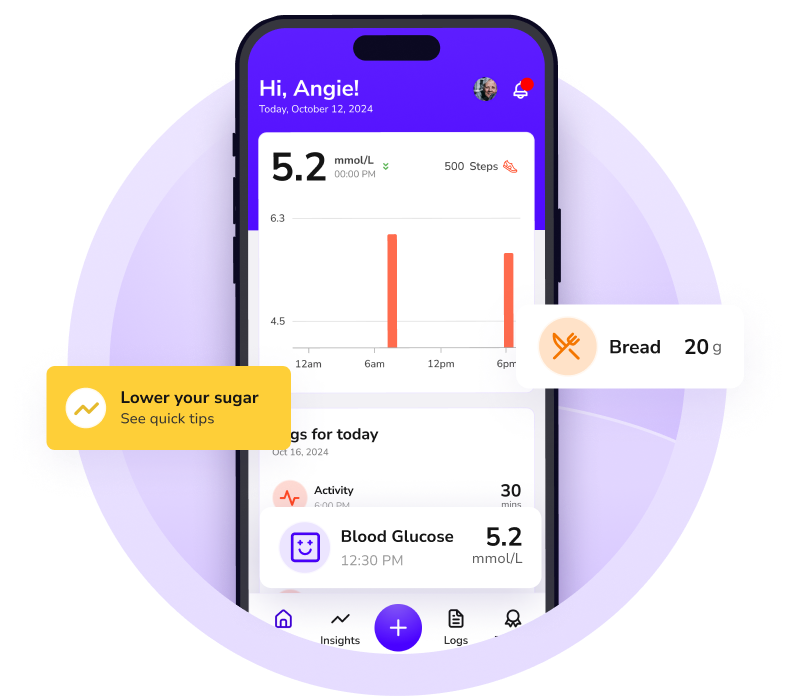 Hi, Angie!
Today, October 12, 2024
5.2 mmol/L
00:00 PM
500 Steps
6.3
4.5
12am 6am 12pm 6pm
Bread 20 g
Lower your sugar
See quick tips
gs for today
Oct 16, 2024
Activity 30
6:00 PM mins
Blood Glucose 5.2
12:30 PM mmol/L
Insights
Logs